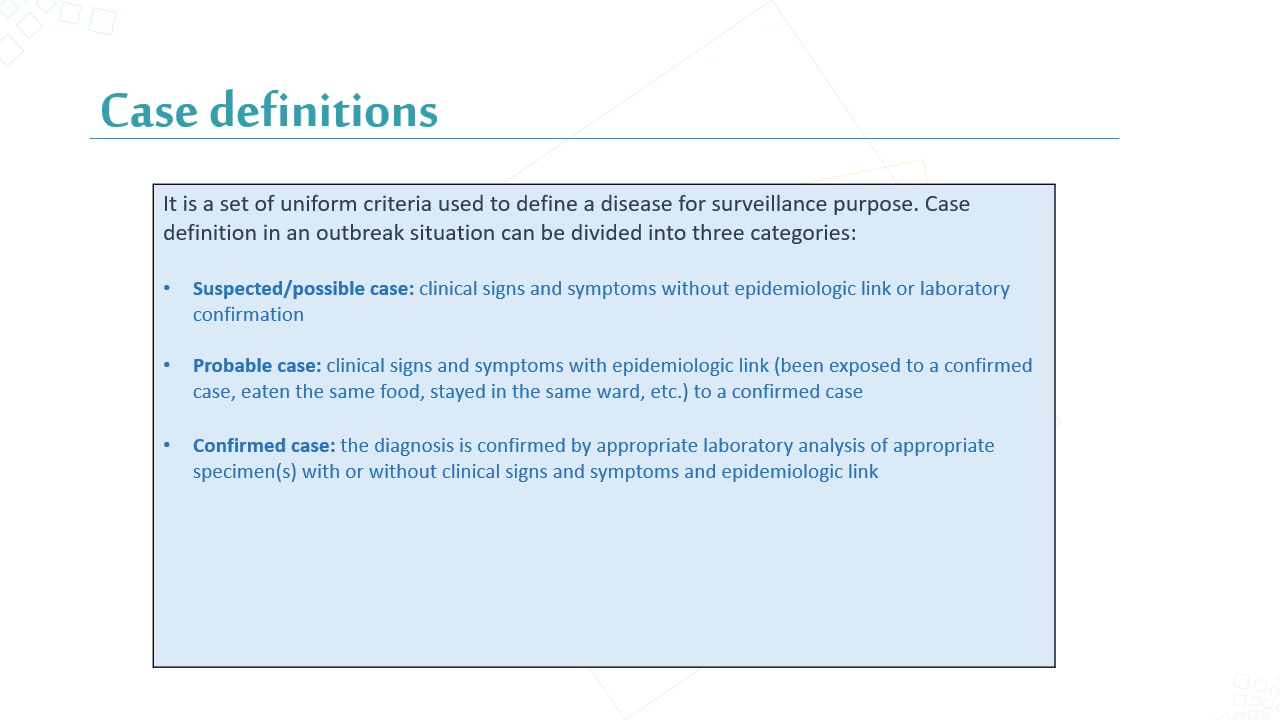 Case definitions
It is a set of uniform criteria used to define a disease for surveillance purpose. Case
definition in an outbreak situation can be divided into three categories:
• Suspected/possible case: clinical signs and symptoms without epidemiologic link or laboratory
confirmation
• Probable case: clinical signs and symptoms with epidemiologic link (been exposed to a confirmed
case, eaten the same food, stayed in the same ward, etc.) to a confirmed case
• Confirmed case: the diagnosis is confirmed by appropriate laboratory analysis of appropriate
specimen(s) with or without clinical signs and symptoms and epidemiologic link